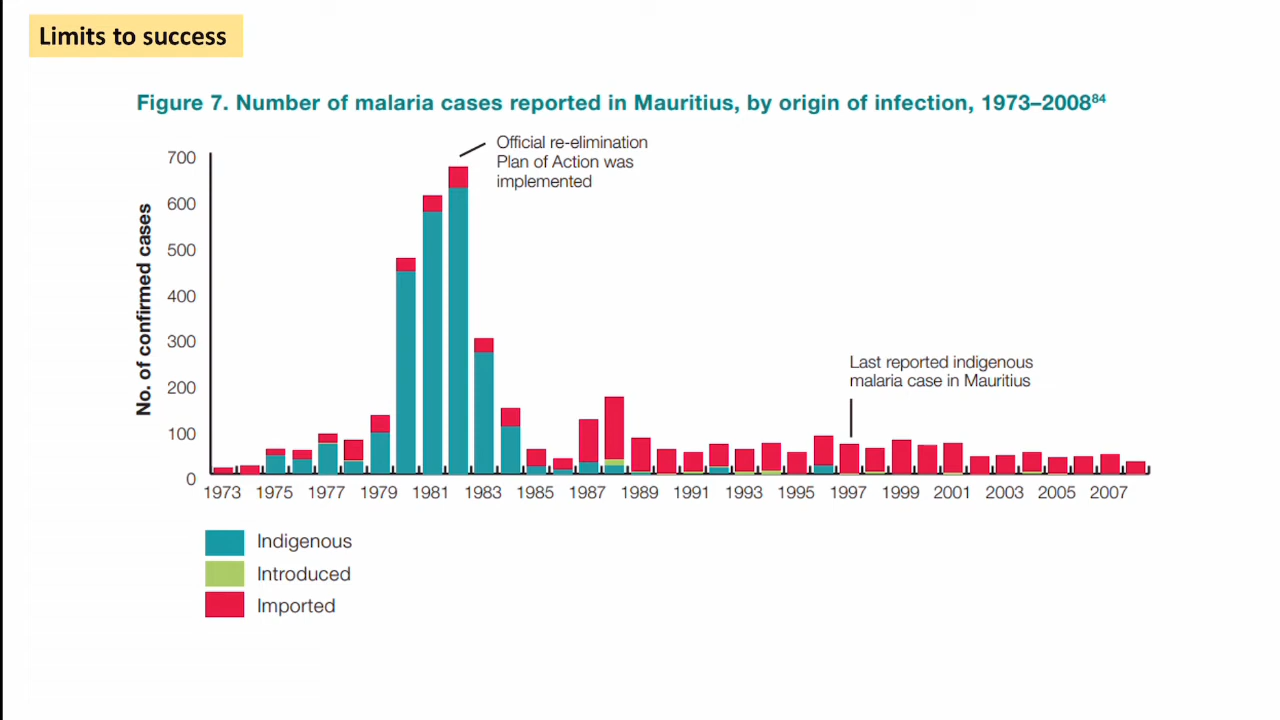 Limits to success
Figure 7. Number of malaria cases reported in Mauritius, by origin of infection, 1973–2008⁸⁴
Official re-elimination
Plan of Action was
implemented
No. of confirmed cases
700
600
500
400
300
200
100
0
Last reported indigenous
malaria case in Mauritius
1973 1975 1977 1979 1981 1983 1985 1987 1989 1991 1993 1995 1997 1999 2001 2003 2005 2007
Indigenous
Introduced
Imported